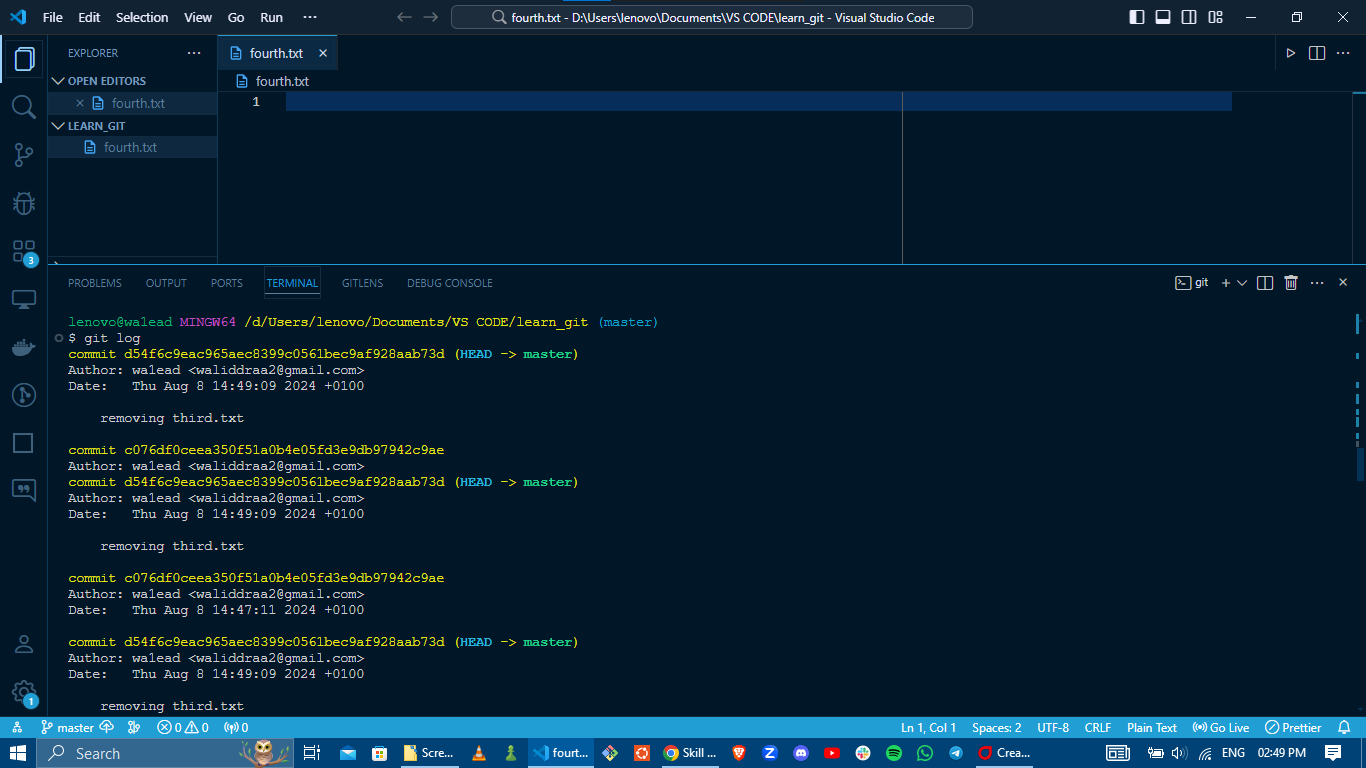 File Edit Selection View Go Run ···
fourth.txt - D:\Users\lenovo\Documents\VS CODE\learn_git - Visual Studio Code
EXPLORER
OPEN EDITORS
fourth.txt
LEARN_GIT
fourth.txt
fourth.txt
fourth.txt
1
3
1
PROBLEMS OUTPUT PORTS TERMINAL GITLENS DEBUG CONSOLE
git
lenovo@wa1ead MINGW64 /d/Users/lenovo/Documents/VS CODE/learn_git (master)
$ git log
commit d54f6c9eac965aec8399c0561bec9af928aab73d (HEAD -> master)
Author: wa1ead <waliddraa2@gmail.com>
Date:   Thu Aug 8 14:49:09 2024 +0100
removing third.txt
commit c076df0ceea350f51a0b4e05fd3e9db97942c9ae
Author: wa1ead <waliddraa2@gmail.com>
commit d54f6c9eac965aec8399c0561bec9af928aab73d (HEAD -> master)
Author: wa1ead <waliddraa2@gmail.com>
Date:   Thu Aug 8 14:49:09 2024 +0100
removing third.txt
commit c076df0ceea350f51a0b4e05fd3e9db97942c9ae
Author: wa1ead <waliddraa2@gmail.com>
Date:   Thu Aug 8 14:47:11 2024 +0100
commit d54f6c9eac965aec8399c0561bec9af928aab73d (HEAD -> master)
Author: wa1ead <waliddraa2@gmail.com>
Date:   Thu Aug 8 14:49:09 2024 +0100
removing third.txt
master 0 0 0 Ln 1, Col 1 Spaces: 2 UTF-8 CRLF Plain Text Go Live Prettier
Search Scre... fourt... Skill ... Crea... ENG 02:49 PM